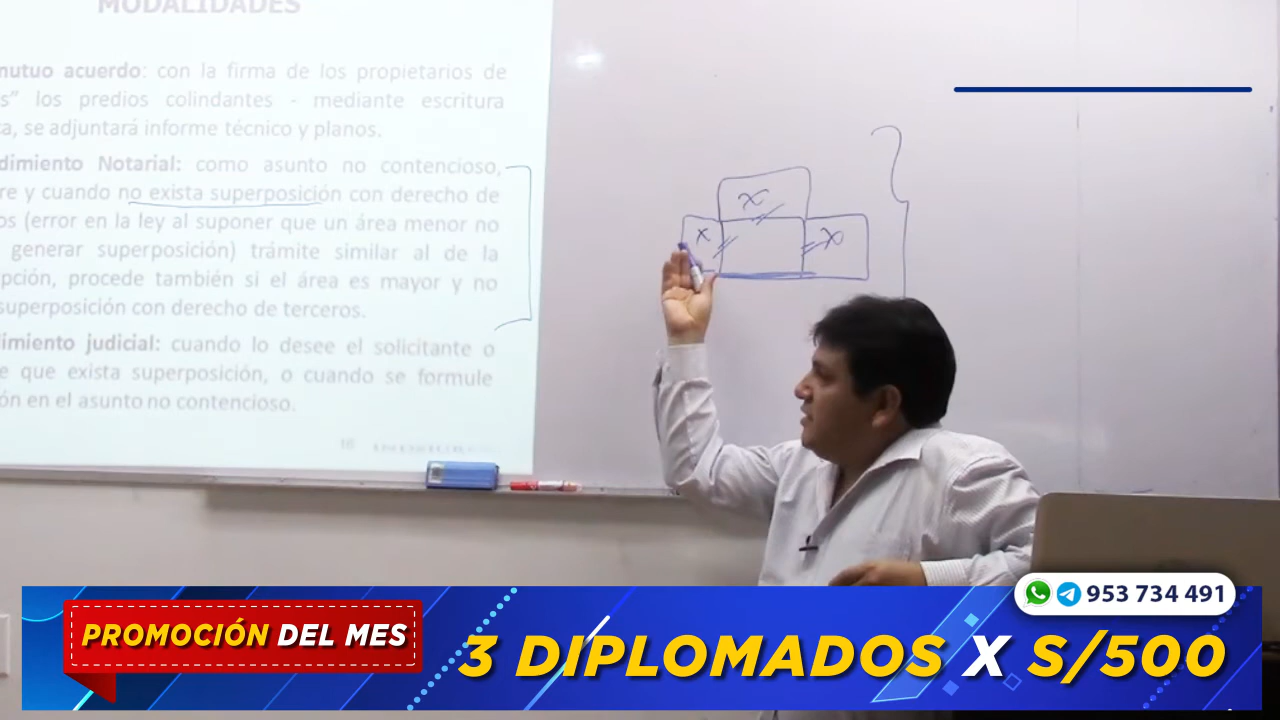 MODALIDADES
mutuo acuerdo: con la firma de los propietarios de
s" los predios colindantes - mediante escritura
a, se adjuntará informe técnico y planos.
dimiento Notarial: como asunto no contencioso,
re y cuando no exista superposición con derecho de
os (error en la ley al suponer que un área menor no
generar superposición) trámite similar al de la
pción, procede también si el área es mayor y no
superposición con derecho de terceros.
limiento judicial: cuando lo desee el solicitante o
e que exista superposición, o cuando se formule
ón en el asunto no contencioso.
16
x
x
x
953 734 491
PROMOCIÓN DEL MES
3 DIPLOMADOS X S/500